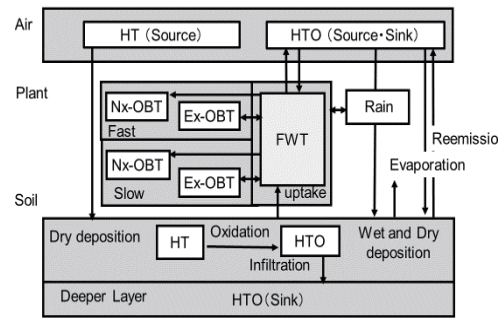 Air
HT (Source)
HTO (Source・Sink)
Plant
Nx-OBT
Ex-OBT
Fast
FWT
Rain
Reemissio
Evaporation
Nx-OBT
Ex-OBT
Slow
uptake
Soil
Dry deposition
HT
Oxidation
HTO
Infiltration
Wet and Dry
deposition
Deeper Layer
HTO(Sink)